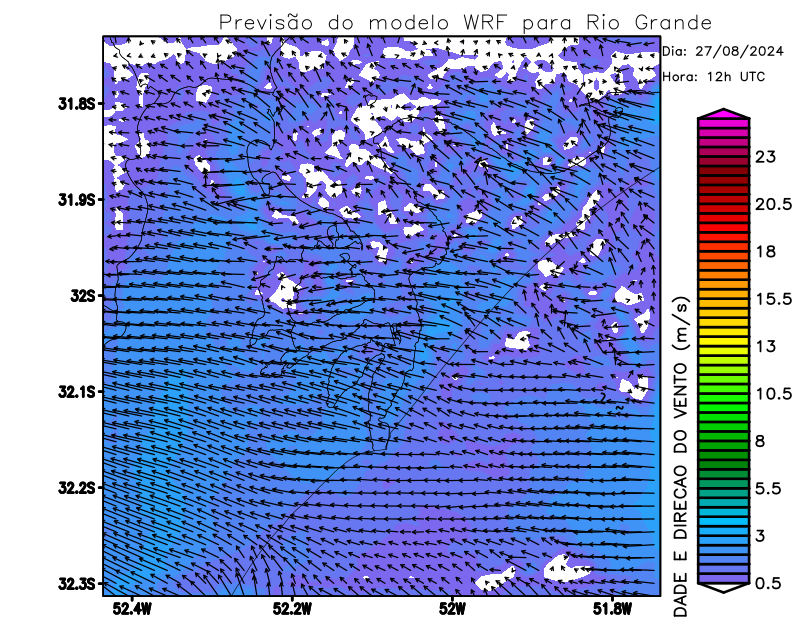 Previsão do modelo WRF para Rio Grande
Dia: 27/08/2024
Hora: 12h UTC
31.8S
31.9S
32S
32.1S
32.2S
32.3S
52.4W
52.2W
52W
51.8W
DADE E DIRECAO DO VENTO (m/s)
23
20.5
18
15.5
13
10.5
8
5.5
3
0.5